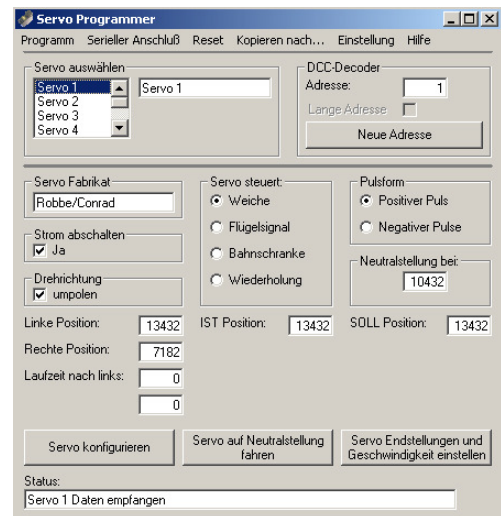 Servo Programmer
Programm Serieller Anschluß Reset Kopieren nach... Einstellung Hilfe
Servo auswählen
Servo 1
Servo 2
Servo 3
Servo 4
Servo 1
DCC-Decoder
Adresse: 1
Lange Adresse
Neue Adresse
Servo Fabrikat
Robbe/Conrad
Strom abschalten
Ja
Drehrichtung
umpolen
Servo steuert:
Weiche
Flügelsignal
Bahnschranke
Wiederholung
Pulsform
Positiver Puls
Negativer Pulse
Neutralstellung bei:
10432
Linke Position: 13432 IST Position: 13432 SOLL Position: 13432
Rechte Position: 7182
Laufzeit nach links: 0
0
Servo konfigurieren
Servo auf Neutralstellung
fahren
Servo Endstellungen und
Geschwindigkeit einstellen
Status:
Servo 1 Daten empfangen